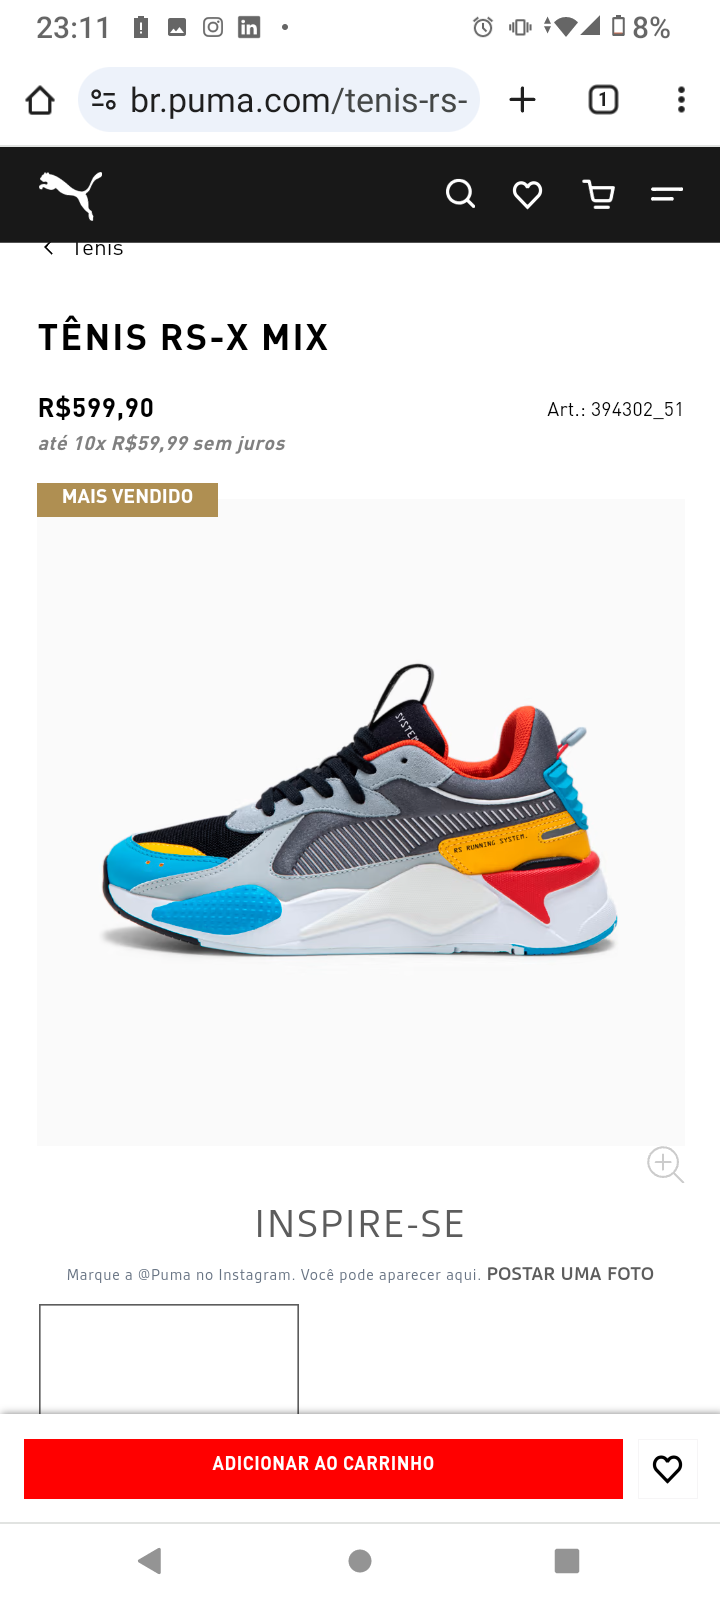 23:11 8%
br.puma.com/tenis-rs-
1
Tênis
TÊNIS RS-X MIX
R$599,90
Art.: 394302_51
até 10x R$59,99 sem juros
MAIS VENDIDO
SYSTEM
RS RUNNING SYSTEM.
INSPIRE-SE
Marque a @Puma no Instagram. Você pode aparecer aqui. POSTAR UMA FOTO
ADICIONAR AO CARRINHO